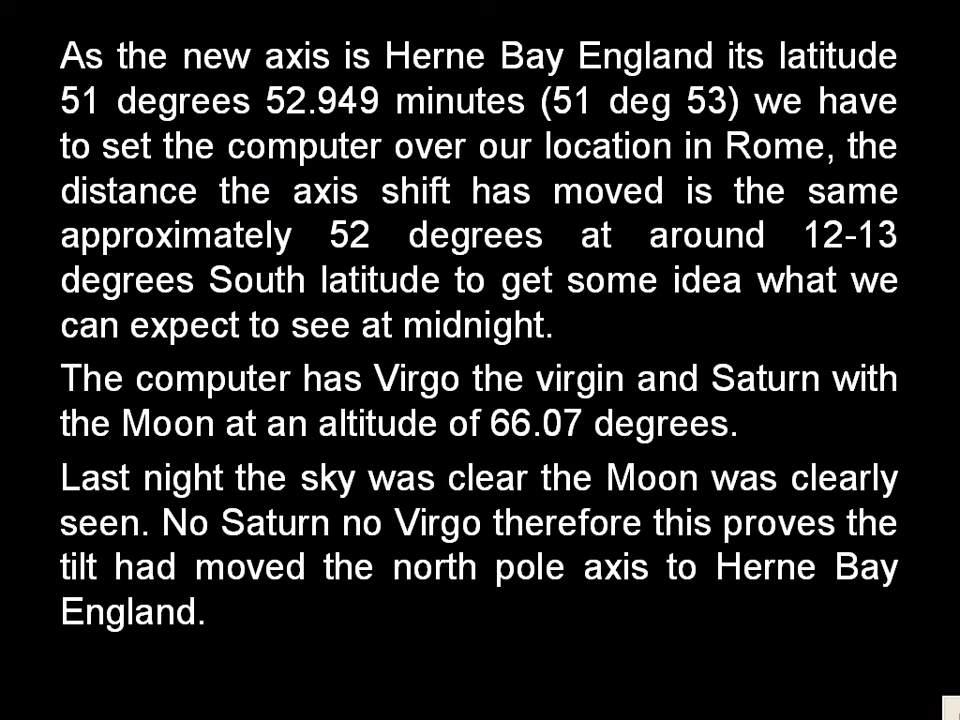 As the new axis is Herne Bay England its latitude
51 degrees 52.949 minutes (51 deg 53) we have
to set the computer over our location in Rome, the
distance the axis shift has moved is the same
approximately 52 degrees at around 12-13
degrees South latitude to get some idea what we
can expect to see at midnight.
The computer has Virgo the virgin and Saturn with
the Moon at an altitude of 66.07 degrees.
Last night the sky was clear the Moon was clearly
seen. No Saturn no Virgo therefore this proves the
tilt had moved the north pole axis to Herne Bay
England.